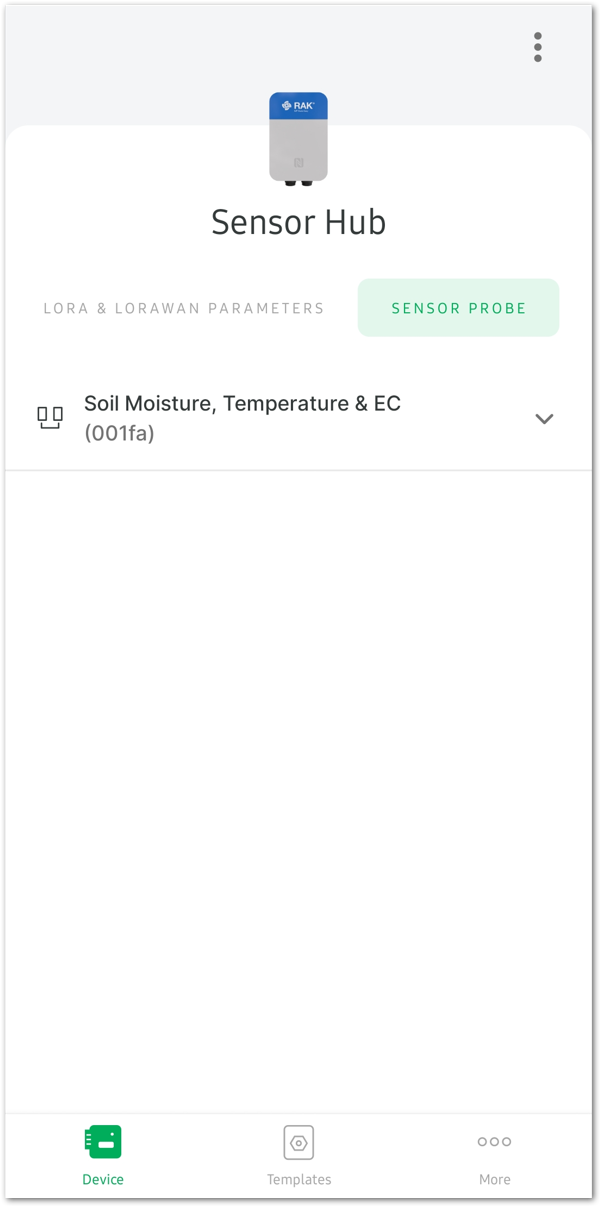 RAK
Sensor Hub
LORA & LORAWAN PARAMETERS
SENSOR PROBE
Soil Moisture, Temperature & EC
(001fa)
Device
Templates
More